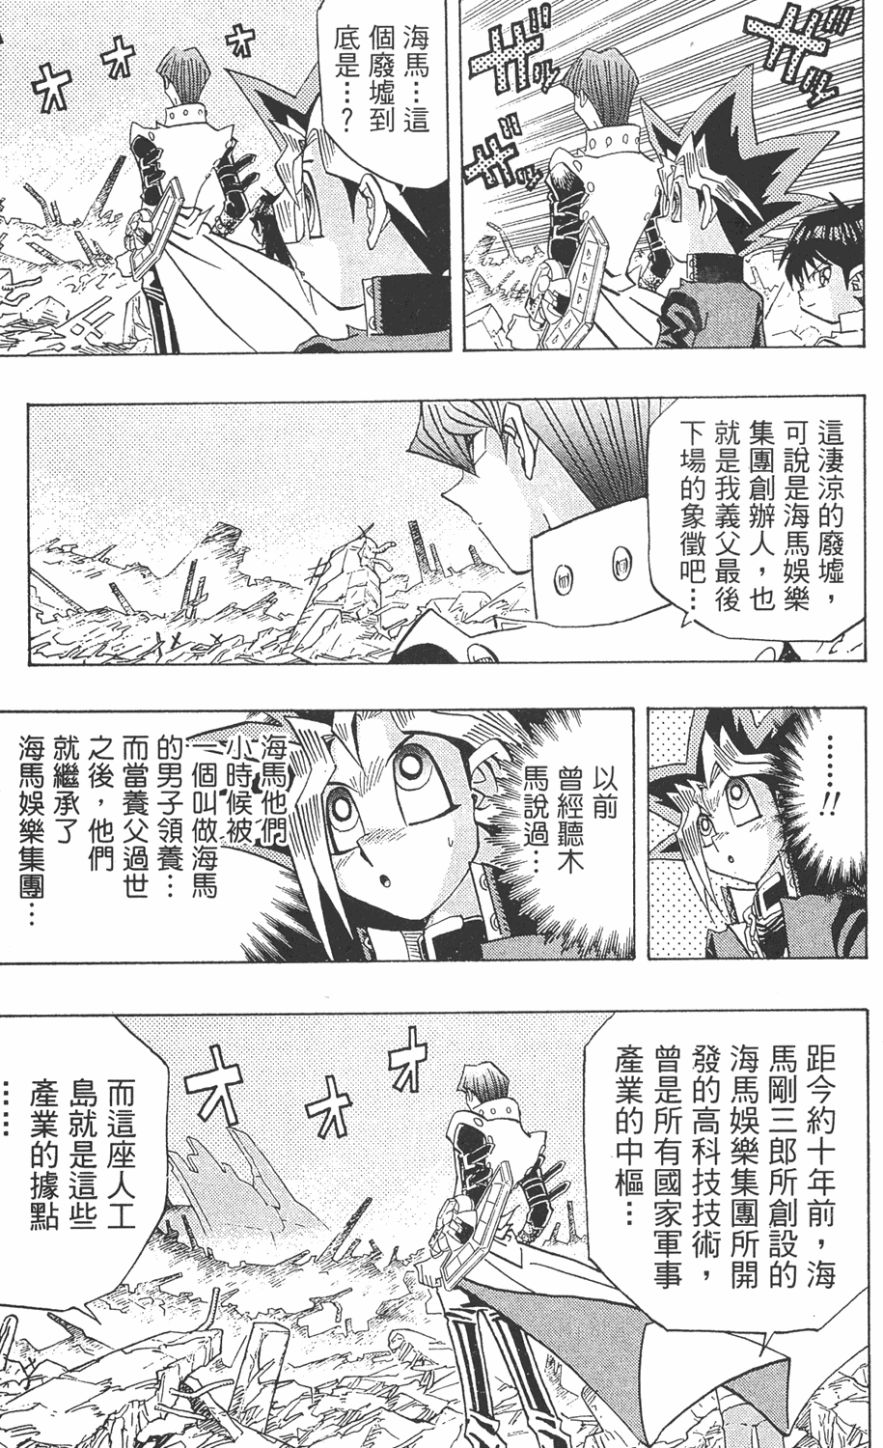 ザザ
ザ
ザザ
海馬…這
個廢墟到
底是…?
オ
オ
オ
這淒涼的廢墟,
可說是海馬娛樂
集團創辦人,也
就是我義父最後
下場的象徵吧…
……!!
以前
曾經聽木
馬說過…
海馬他們
小時候被
一個叫做海馬
的男子領養…
而當養父過世
之後,他們
就繼承了
海馬娛樂集團…
距今約十年前,海
馬剛三郎所創設的
海馬娛樂集團所開
發的高科技技術,
曾是所有國家軍事
產業的中樞…
オ
オ
オ
而這座人工
島就是這些
產業的據點
……